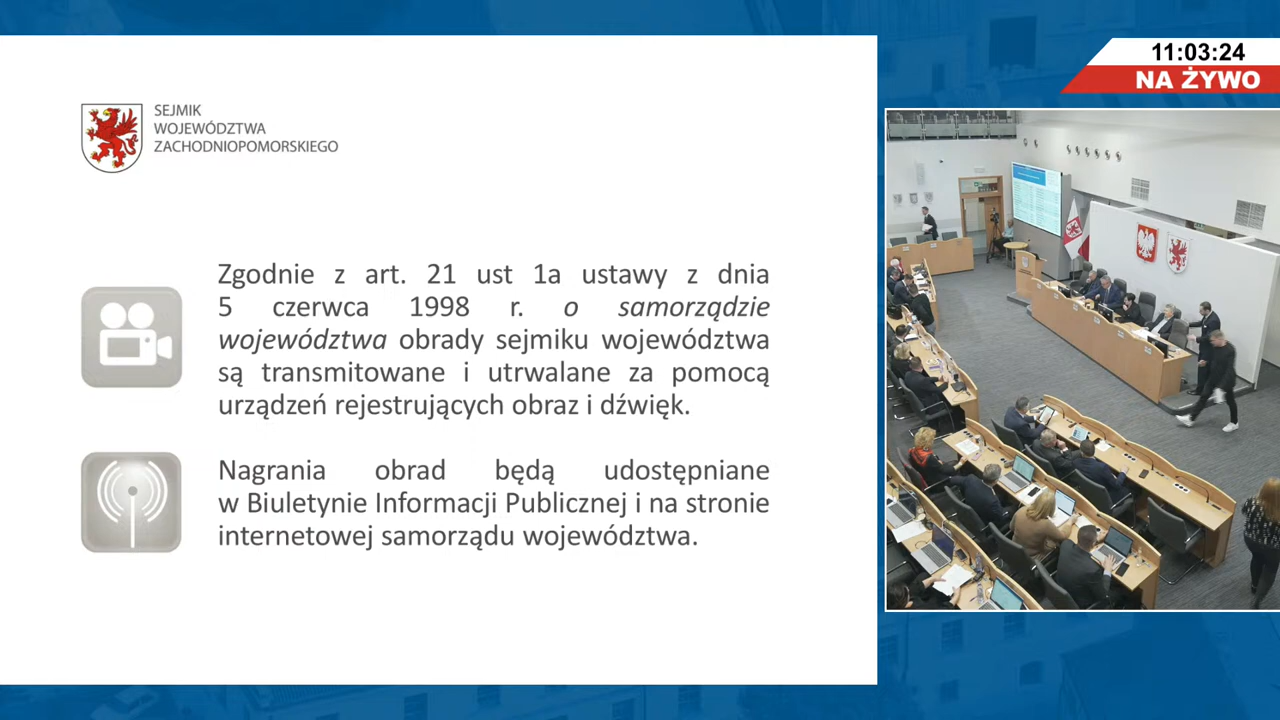 SEJMIK
WOJEWÓDZTWA
ZACHODNIOPOMORSKIEGO
Zgodnie z art. 21 ust 1a ustawy z dnia
5 czerwca 1998 r. o samorządzie
województwa obrady sejmiku województwa
są transmitowane i utrwalane za pomocą
urządzeń rejestrujących obraz i dźwięk.
Nagrania obrad będą udostępniane
w Biuletynie Informacji Publicznej i na stronie
internetowej samorządu województwa.
11:03:24
NA ŻYWO